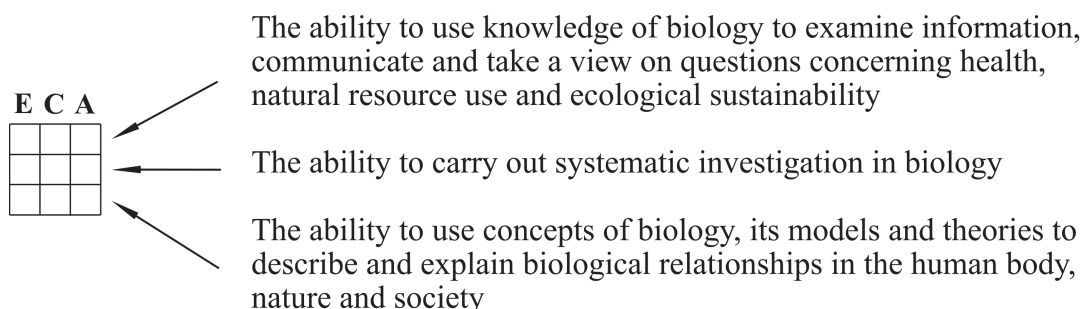 The ability to use knowledge of biology to examine information,
communicate and take a view on questions concerning health,
natural resource use and ecological sustainability
E C A
The ability to carry out systematic investigation in biology
The ability to use concepts of biology, its models and theories to
describe and explain biological relationships in the human body,
nature and society